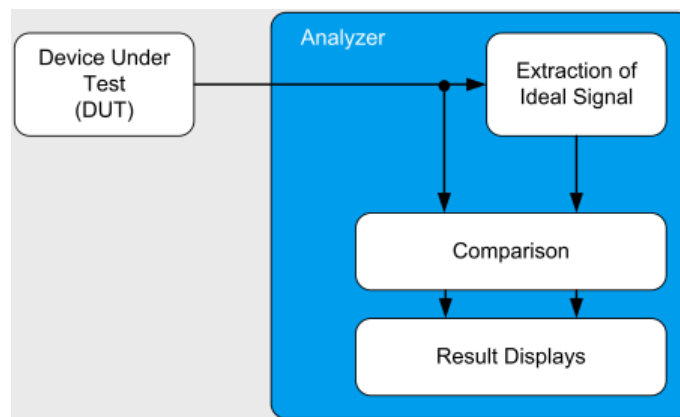 Analyzer
Device Under
Test
(DUT)
Extraction of
Ideal Signal
Comparison
Result Displays